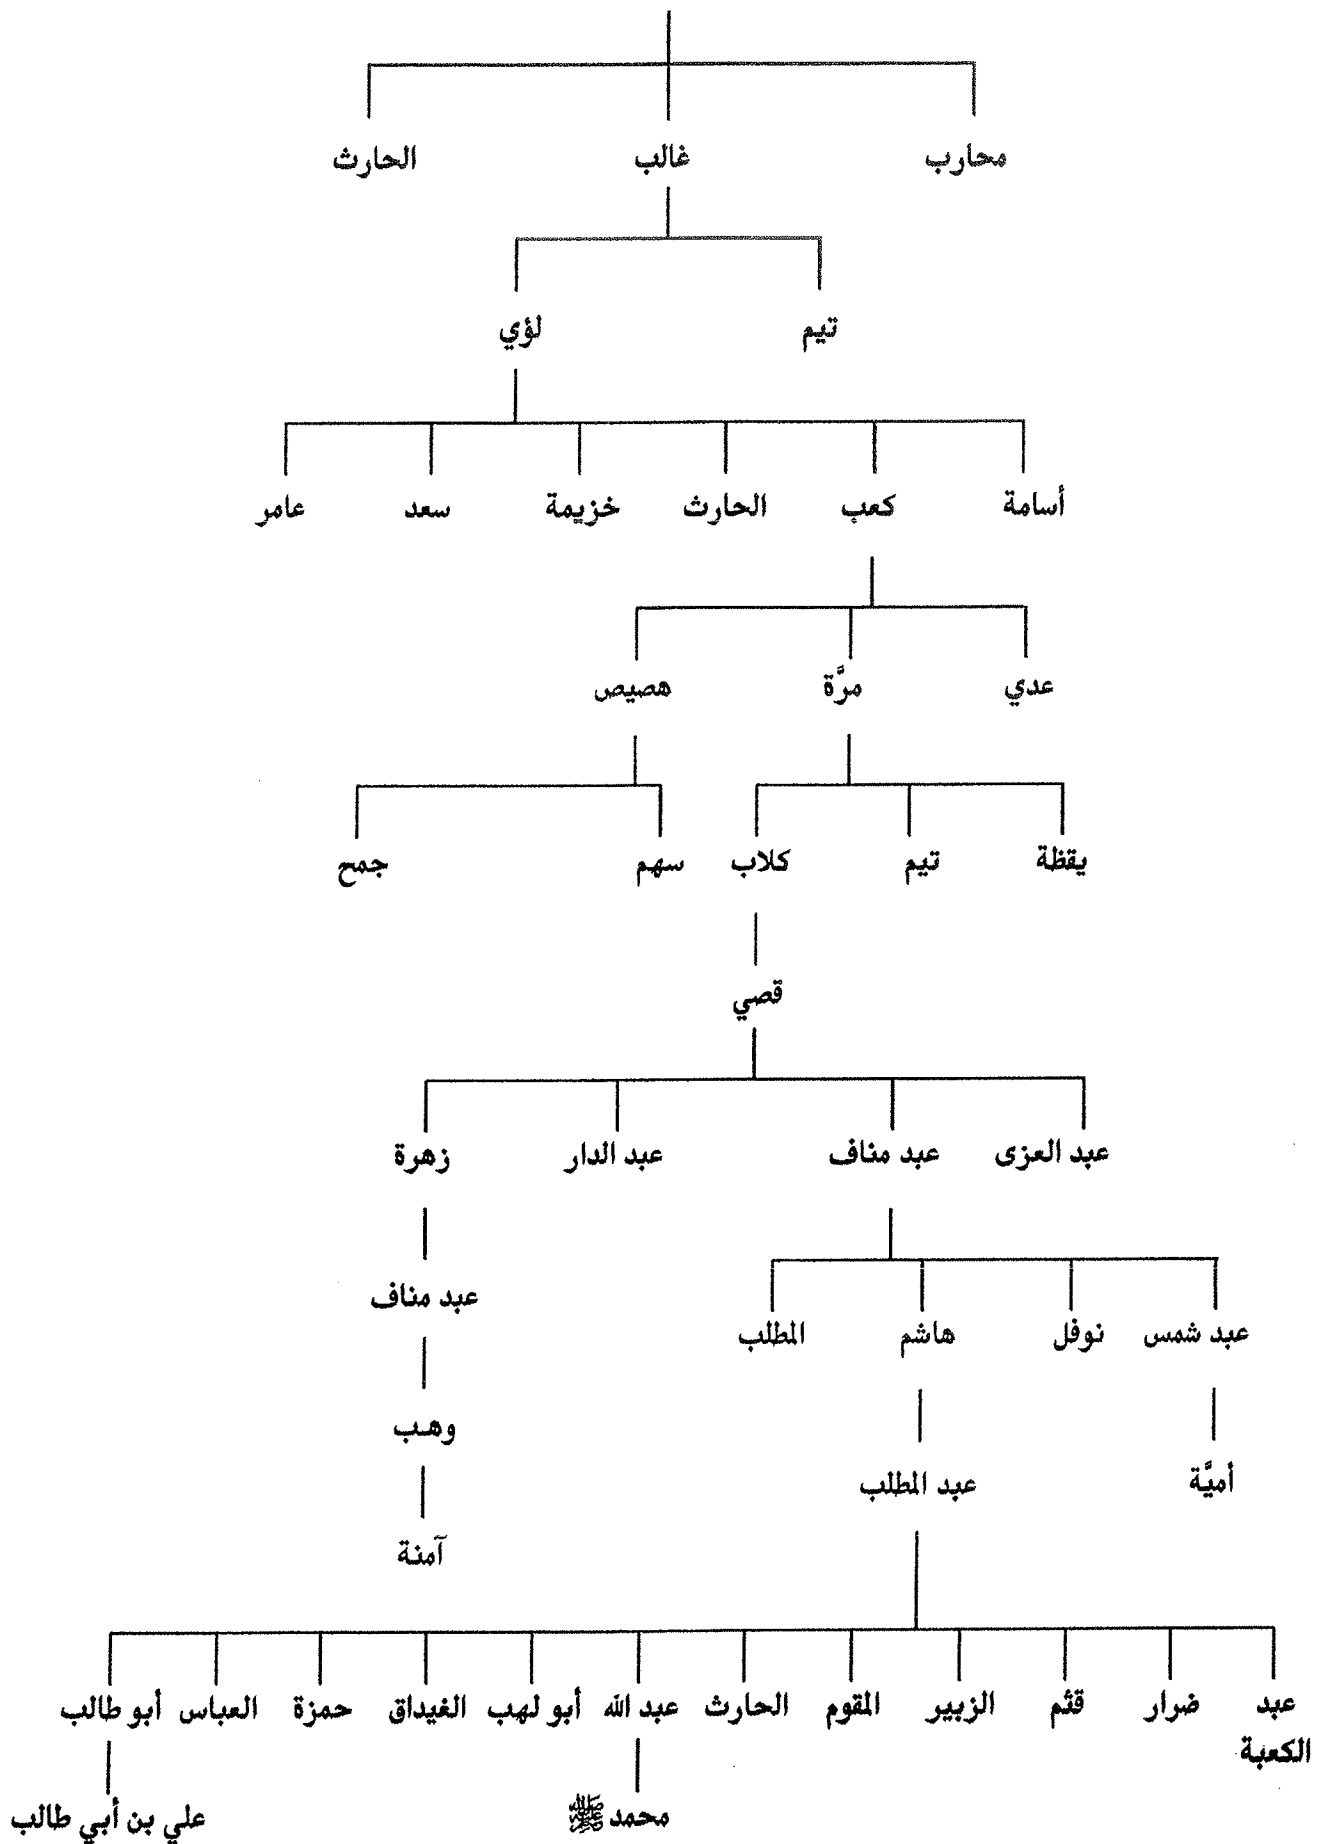 محارب غالب الحارث
تيم لؤي
أسامة كعب الحارث خزيمة سعد عامر
عدي مرَّة هصيص
يقظة تيم كلاب سهم جمح
قصي
عبد العزى عبد مناف عبد الدار زهرة
عبد مناف
عبد شمس نوفل هاشم المطلب
وهب
أميَّة عبد المطلب
آمنة
عبد الكعبة ضرار قثم الزبير المقوم الحارث عبد الله أبو لهب الغيداق حمزة العباس أبو طالب
محمد ﷺ علي بن أبي طالب